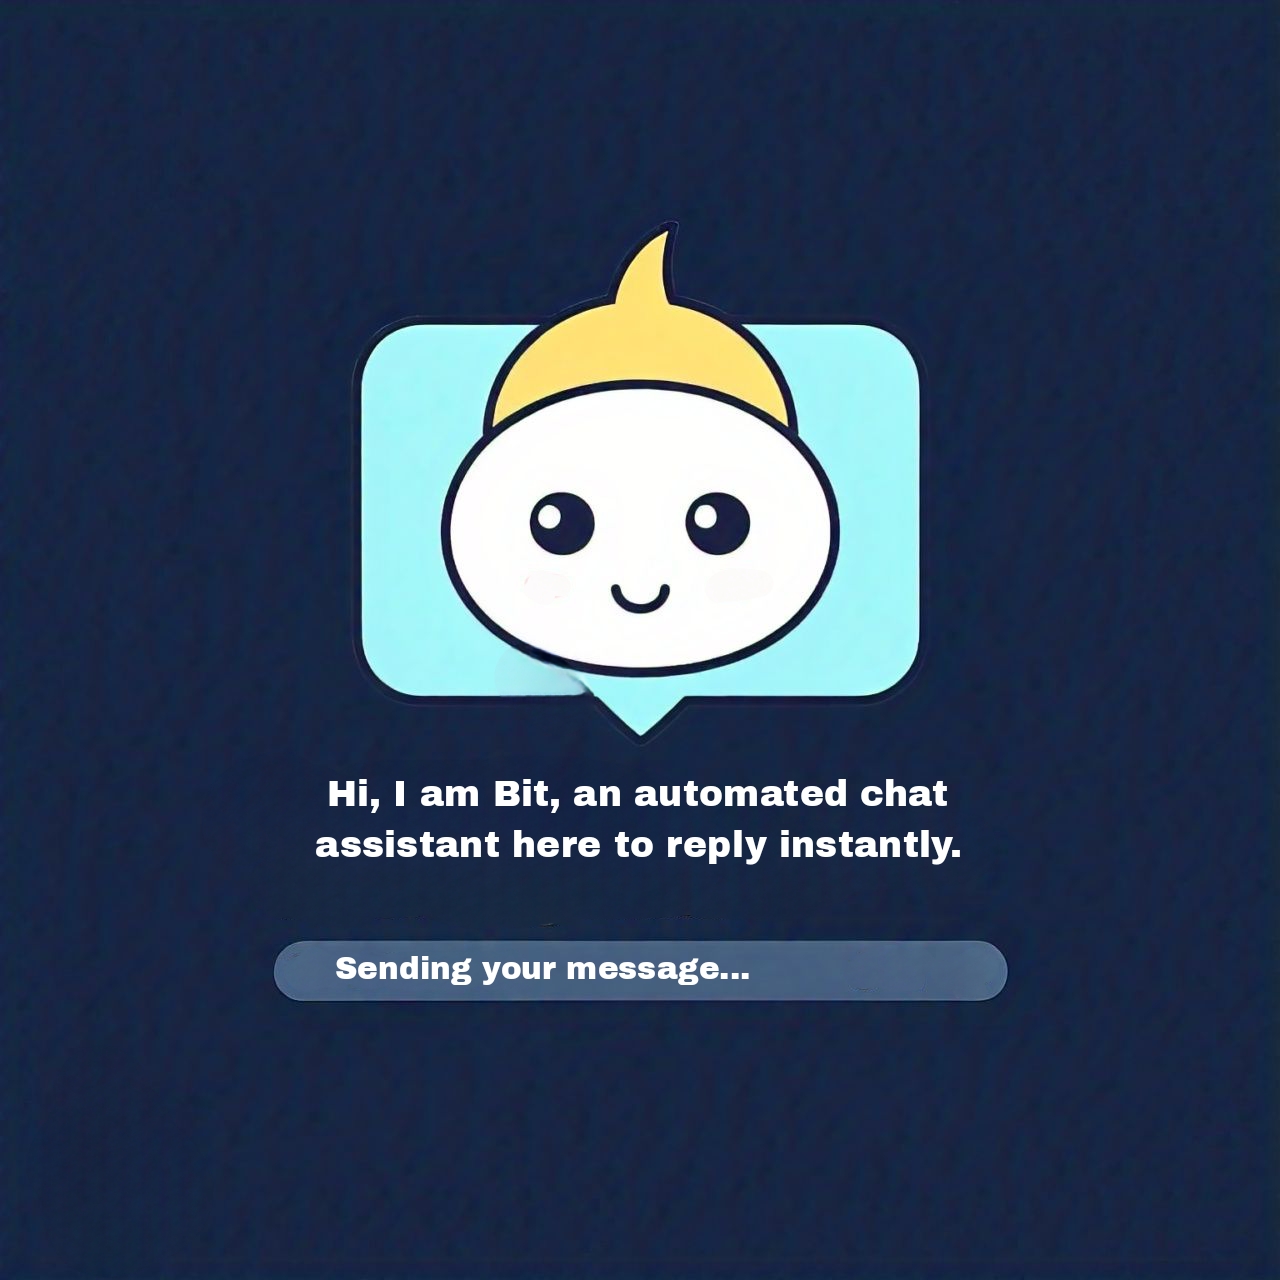 Hi, I am Bit, an automated chat
assistant here to reply instantly.
Sending your message...